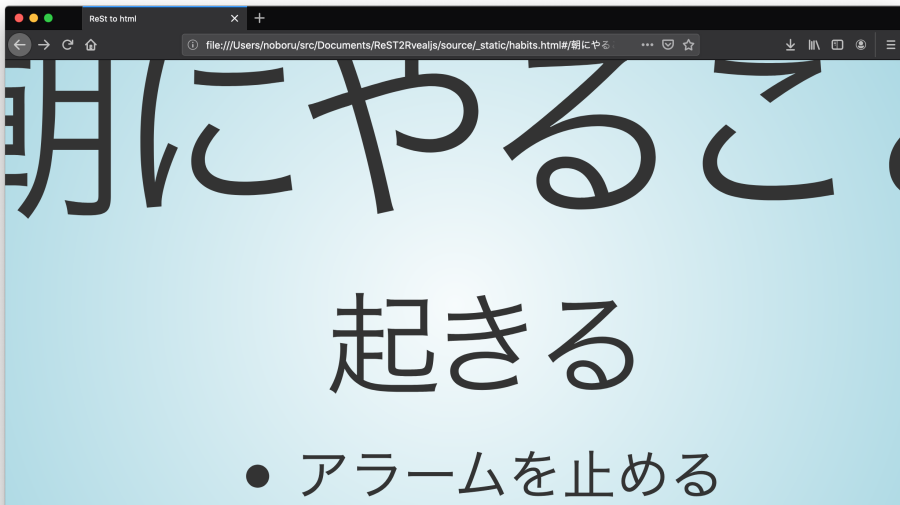 ReSt to html
file:///Users/noboru/src/Documents/ReST2Rvealjs/source/_static/habits.html#/朝にやる
朝にやるこ
起きる
• アラームを止める